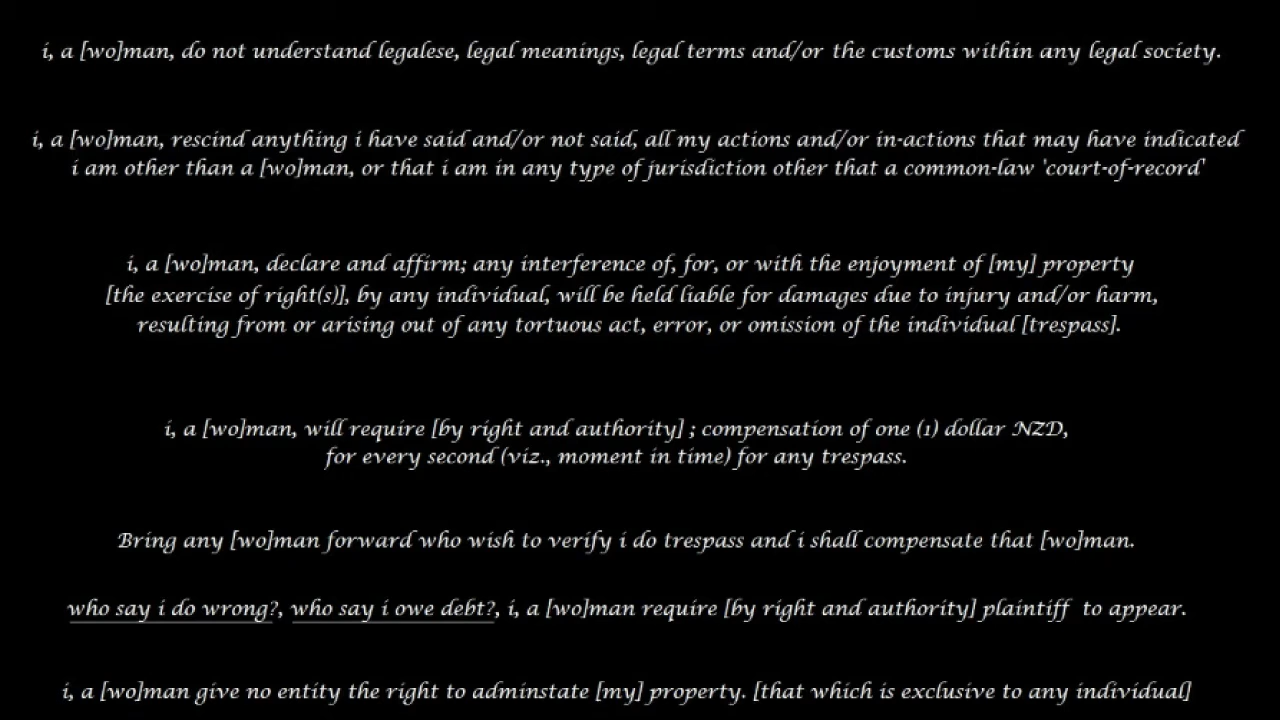 i, a [wo]man, do not understand legalese, legal meanings, legal terms and/or the customs within any legal society.
i, a [wo]man, rescind anything i have said and/or not said, all my actions and/or in-actions that may have indicated
i am other than a [wo]man, or that i am in any type of jurisdiction other that a common-law 'court-of-record'
i, a [wo]man, declare and affirm; any interference of, for, or with the enjoyment of [my] property
[the exercise of right(s)], by any individual, will be held liable for damages due to injury and/or harm,
resulting from or arising out of any tortuous act, error, or omission of the individual [trespass].
i, a [wo]man, will require [by right and authority] ; compensation of one (1) dollar NZD,
for every second (viz., moment in time) for any trespass.
Bring any [wo]man forward who wish to verify i do trespass and i shall compensate that [wo]man.
who say i do wrong?, who say i owe debt?, i, a [wo]man require [by right and authority] plaintiff to appear.
i, a [wo]man give no entity the right to adminstate [my] property. [that which is exclusive to any individual]